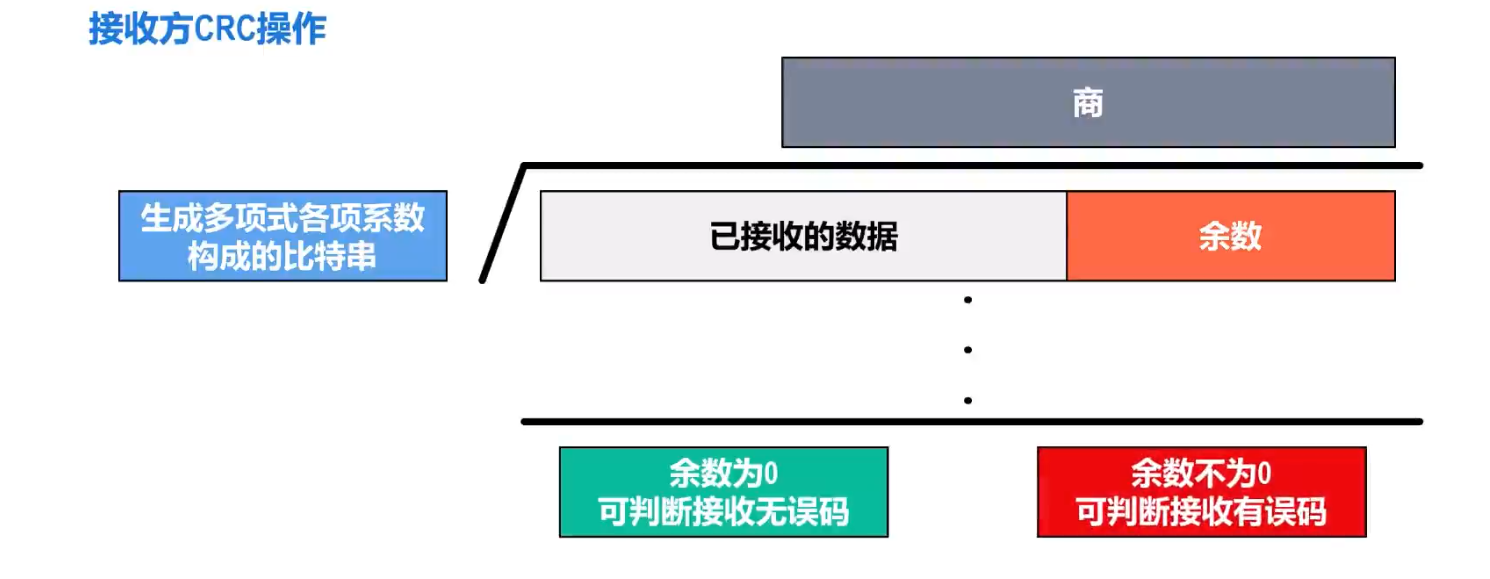 接收方CRC操作
商
生成多项式各项系数
构成的比特串
已接收的数据
余数
余数为0
可判断接收无误码
余数不为0
可判断接收有误码